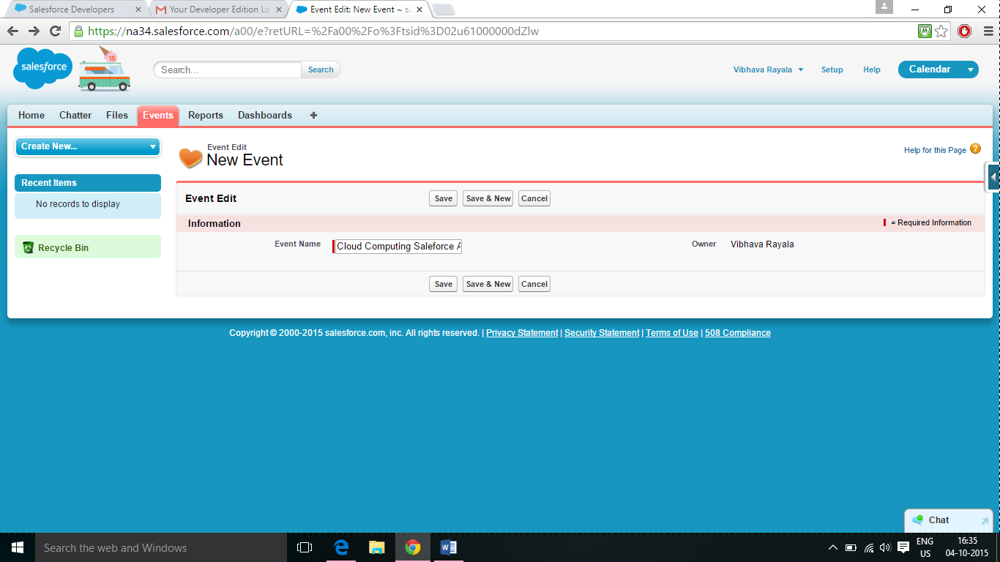 Salesforce Developers
Your Developer Edition Lo
Event Edit: New Event ~ sa
https://na34.salesforce.com/a00/e?retURL=%2Fa00%2Fo%3Ftsid%3D02u61000000dZlw
salesforce
15
Search...
Search
Vibhava Rayala
Setup
Help
Calendar
Home
Chatter
Files
Events
Reports
Dashboards
Create New...
Event Edit
New Event
Help for this Page
Recent Items
No records to display
Recycle Bin
Event Edit
Save
Save & New
Cancel
Information
= Required Information
Event Name
Cloud Computing Saleforce A
Owner
Vibhava Rayala
Save
Save & New
Cancel
Copyright © 2000-2015 salesforce.com, inc. All rights reserved. | Privacy Statement | Security Statement | Terms of Use | 508 Compliance
Chat
Search the web and Windows
ENG
US
16:35
04-10-2015